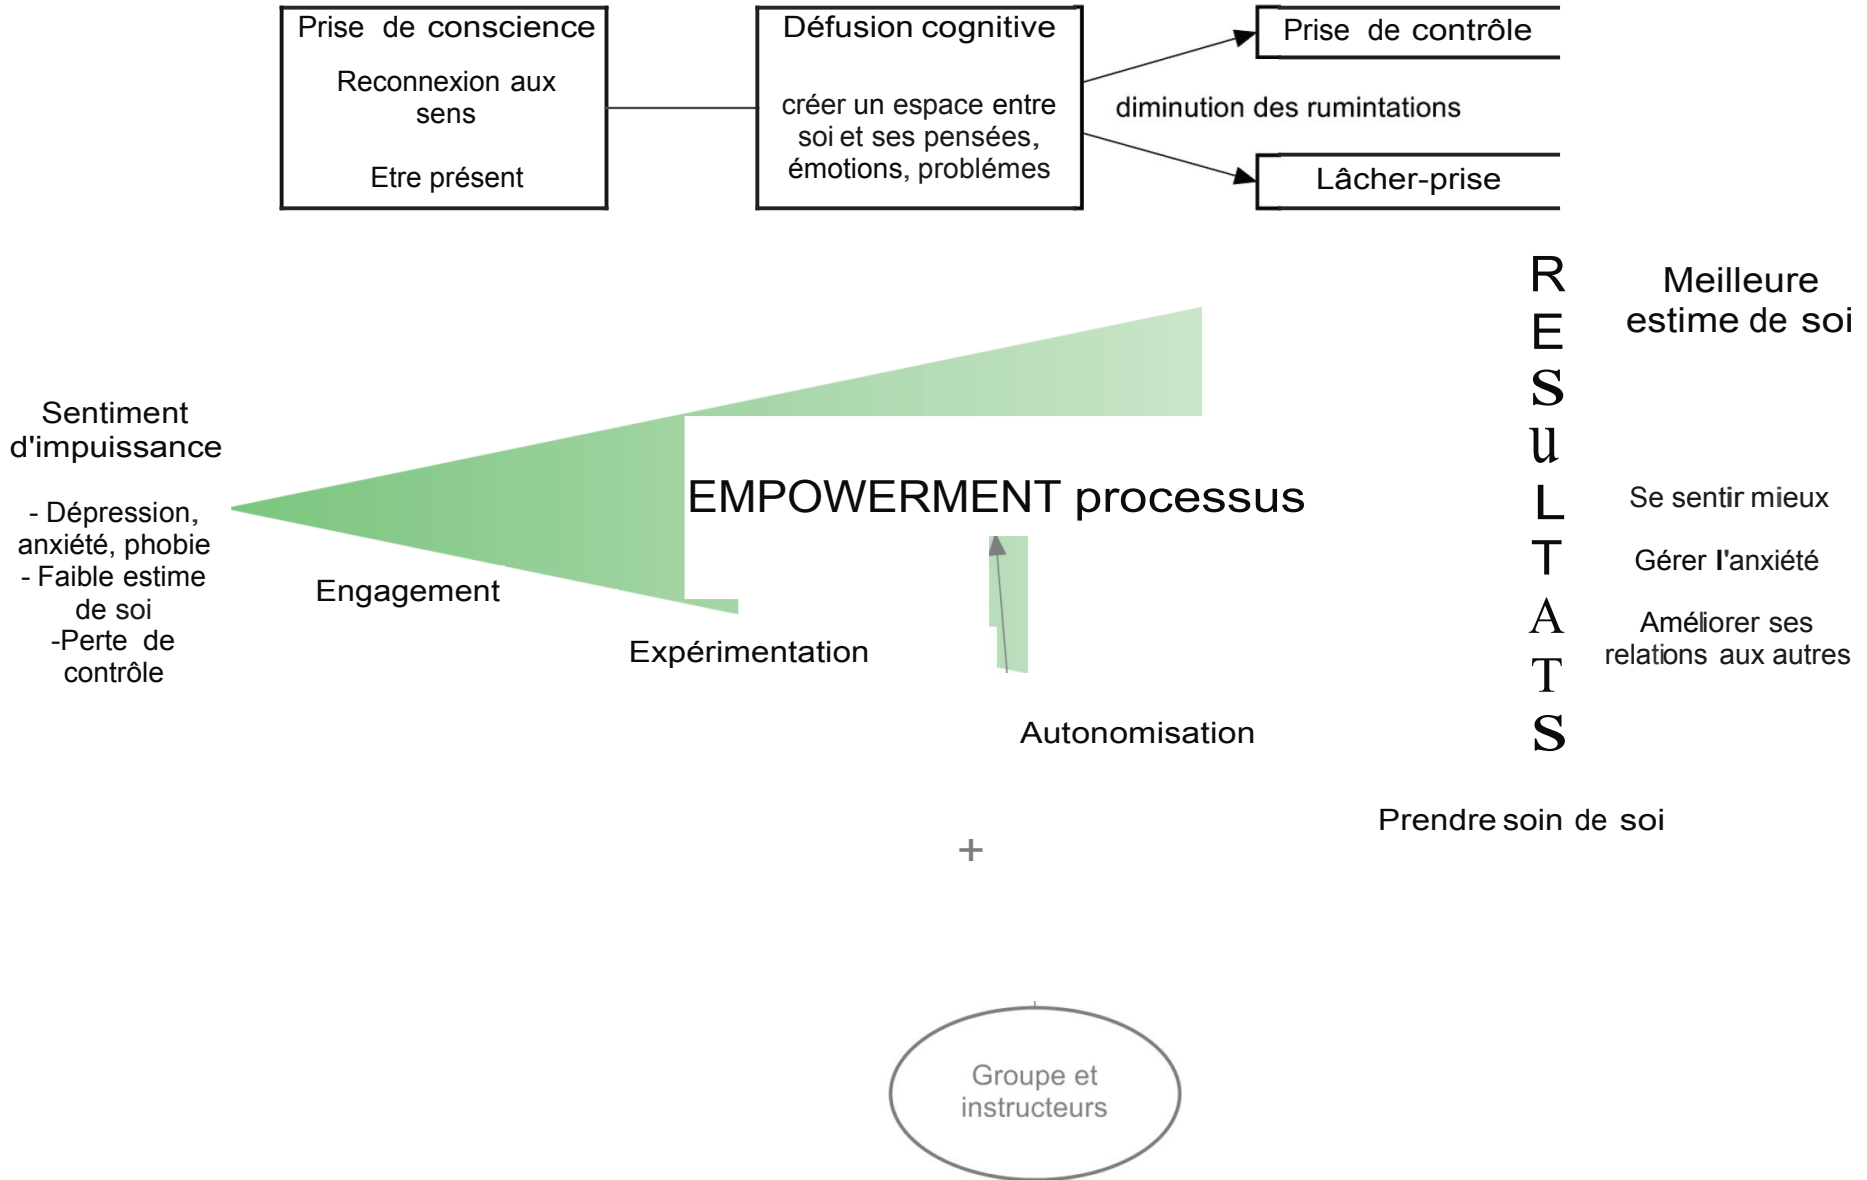 Prise de conscience
Reconnexion aux
sens
Etre présent
Défusion cognitive
créer un espace entre
soi et ses pensées,
émotions, problémes
Prise de contrôle
diminution des rumintations
Lâcher-prise
Sentiment
d'impuissance
- Dépression,
anxiété, phobie
- Faible estime
de soi
-Perte de
contrôle
Engagement
Expérimentation
EMPOWERMENT processus
Autonomisation
R
E
S
u
L
T
A
T
S
Meilleure
estime de soi
Se sentir mieux
Gérer l'anxiété
Améliorer ses
relations aux autres
Prendre soin de soi
+
Groupe et
instructeurs